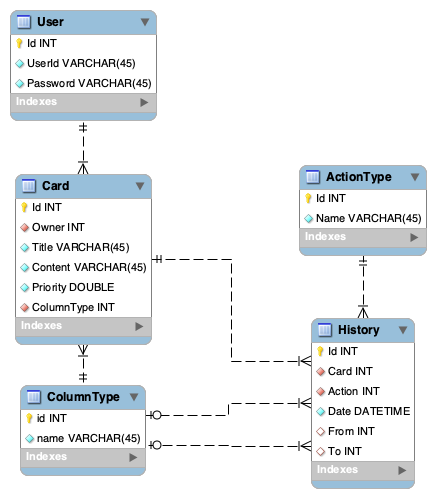 User
Id INT
UserId VARCHAR(45)
Password VARCHAR(45)
Indexes
Card
Id INT
Owner INT
Title VARCHAR(45)
Content VARCHAR(45)
Priority DOUBLE
ColumnType INT
Indexes
ActionType
Id INT
Name VARCHAR(45)
Indexes
ColumnType
id INT
name VARCHAR(45)
Indexes
History
Id INT
Card INT
Action INT
Date DATETIME
From INT
To INT
Indexes